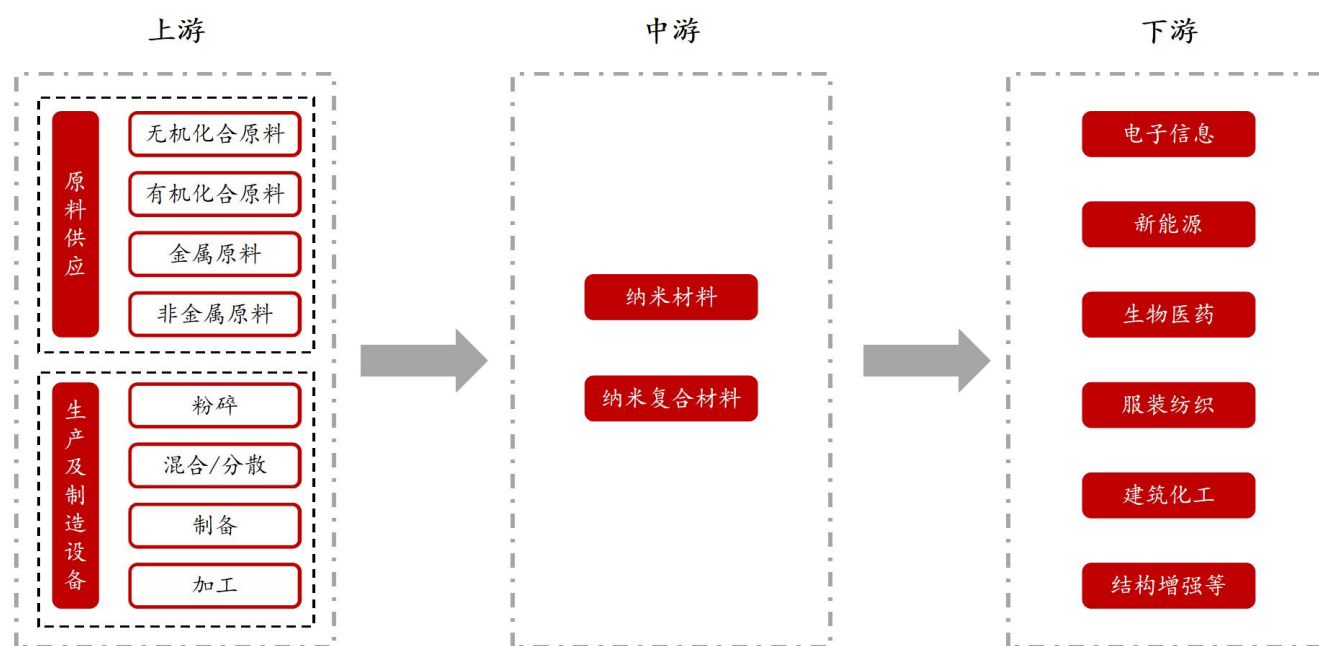 上游
原料供应
无机化合原料
有机化合原料
金属原料
非金属原料
生产及制造设备
粉碎
混合/分散
制备
加工
中游
纳米材料
纳米复合材料
下游
电子信息
新能源
生物医药
服装纺织
建筑化工
结构增强等